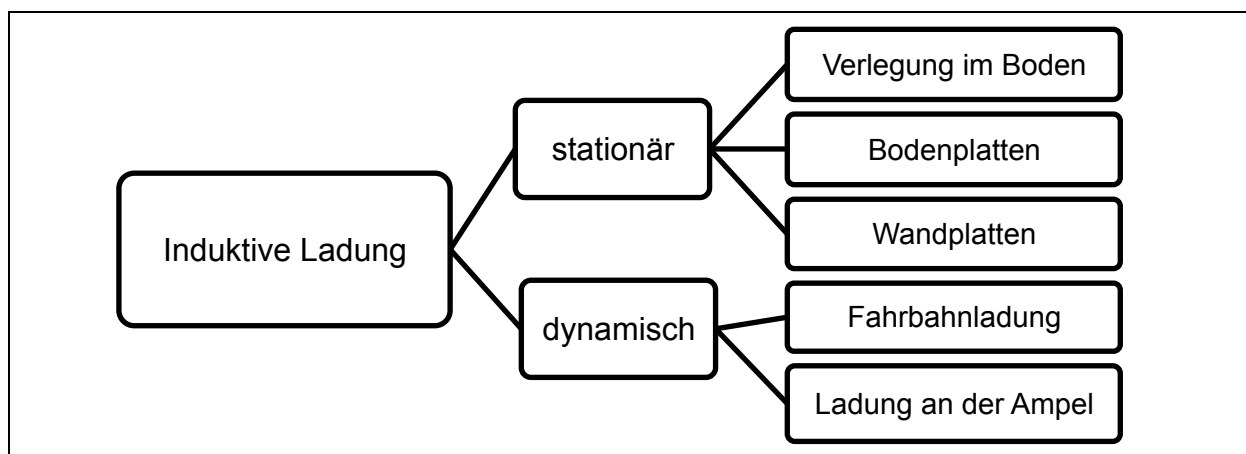 Induktive Ladung
stationär
Verlegung im Boden
Bodenplatten
Wandplatten
dynamisch
Fahrbahnladung
Ladung an der Ampel